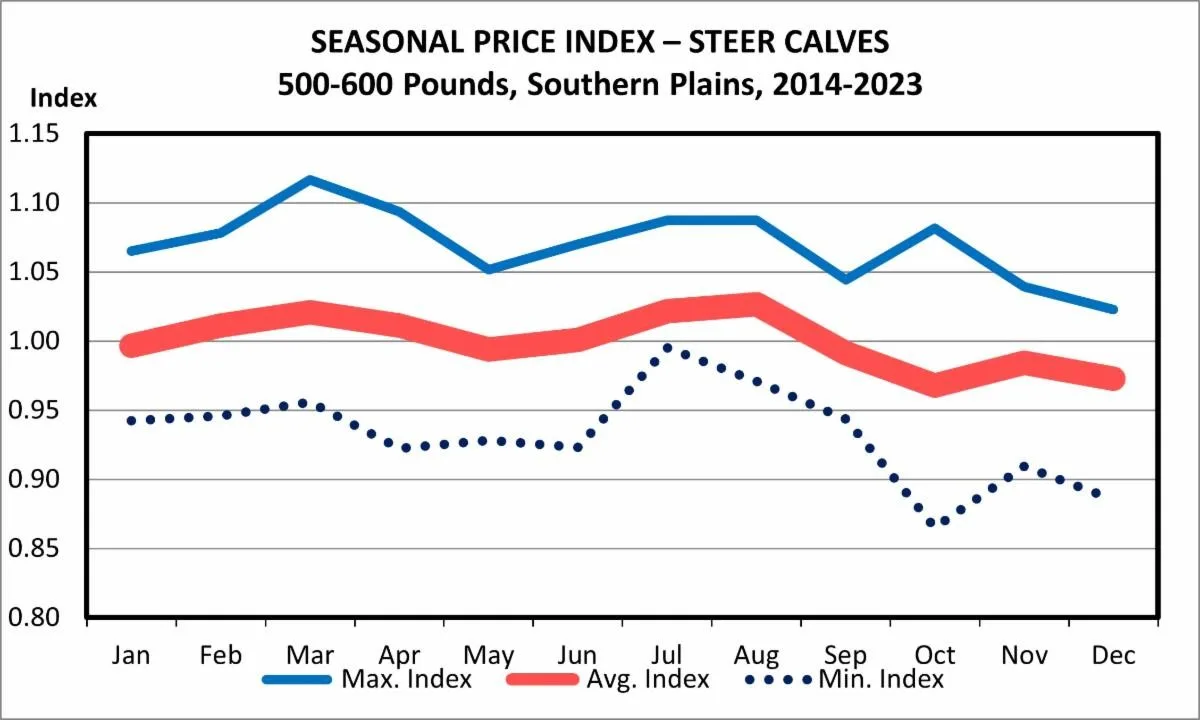 SEASONAL PRICE INDEX – STEER CALVES
500-600 Pounds, Southern Plains, 2014-2023
Index
1.15
1.10
1.05
1.00
0.95
0.90
0.85
0.80
Jan Feb Mar Apr May Jun Jul Aug Sep Oct Nov Dec
Max. Index Avg. Index Min. Index